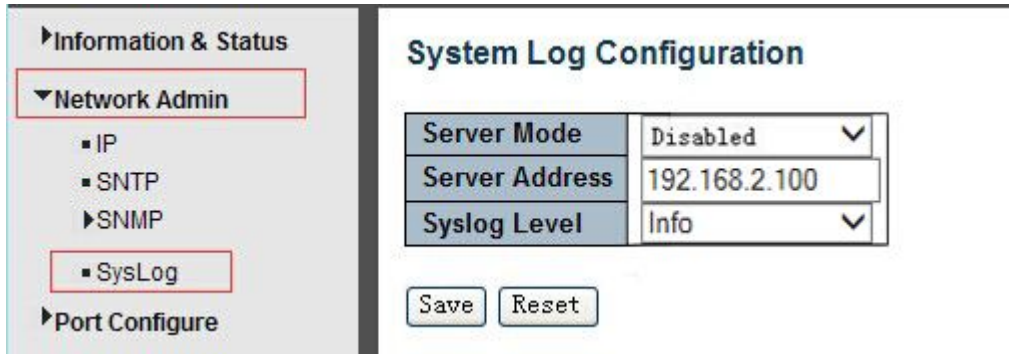 Information & Status
Network Admin
IP
SNTP
SNMP
SysLog
Port Configure
System Log Configuration
Server Mode Disabled
Server Address 192.168.2.100
Syslog Level Info
Save Reset